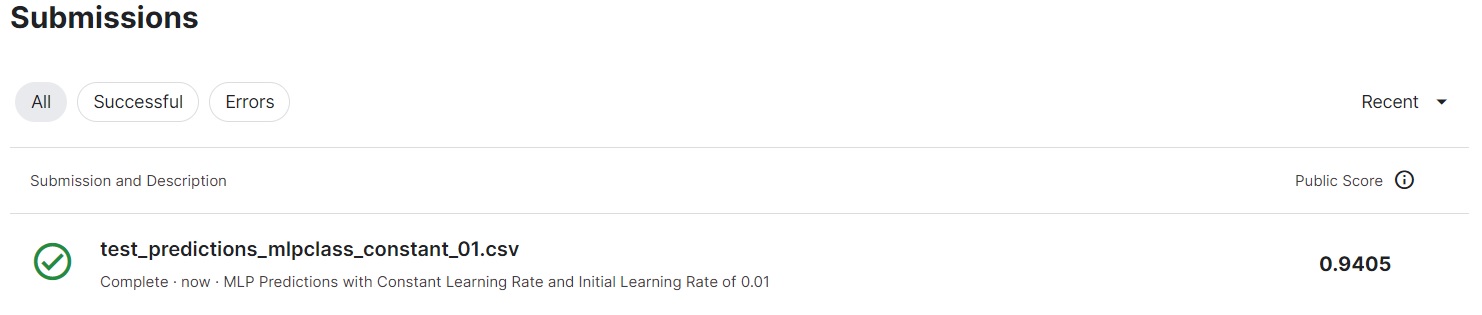 Submissions
All Successful Errors Recent
Submission and Description Public Score
test_predictions_mlpclass_constant_01.csv
0.9405
Complete · now · MLP Predictions with Constant Learning Rate and Initial Learning Rate of 0.01